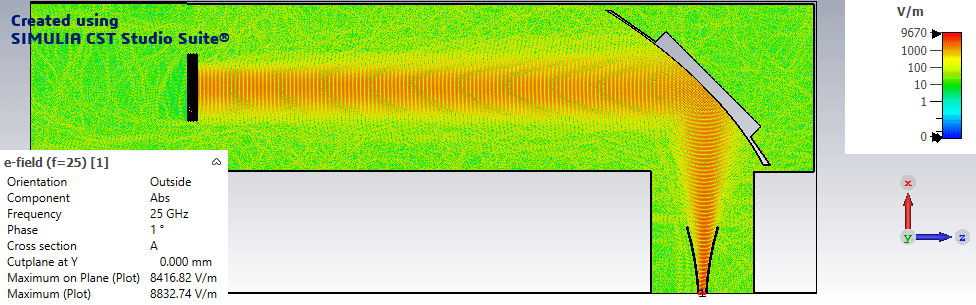 Created using
SIMULIA CST Studio Suite®
V/m
9670
1000
100
10
1
0
e-field (f=25) [1]
Orientation Outside
Component Abs
Frequency 25 GHz
Phase 1 °
Cross section A
Cutplane at Y 0.000 mm
Maximum on Plane (Plot) 8416.82 V/m
Maximum (Plot) 8832.74 V/m
x
y z
1